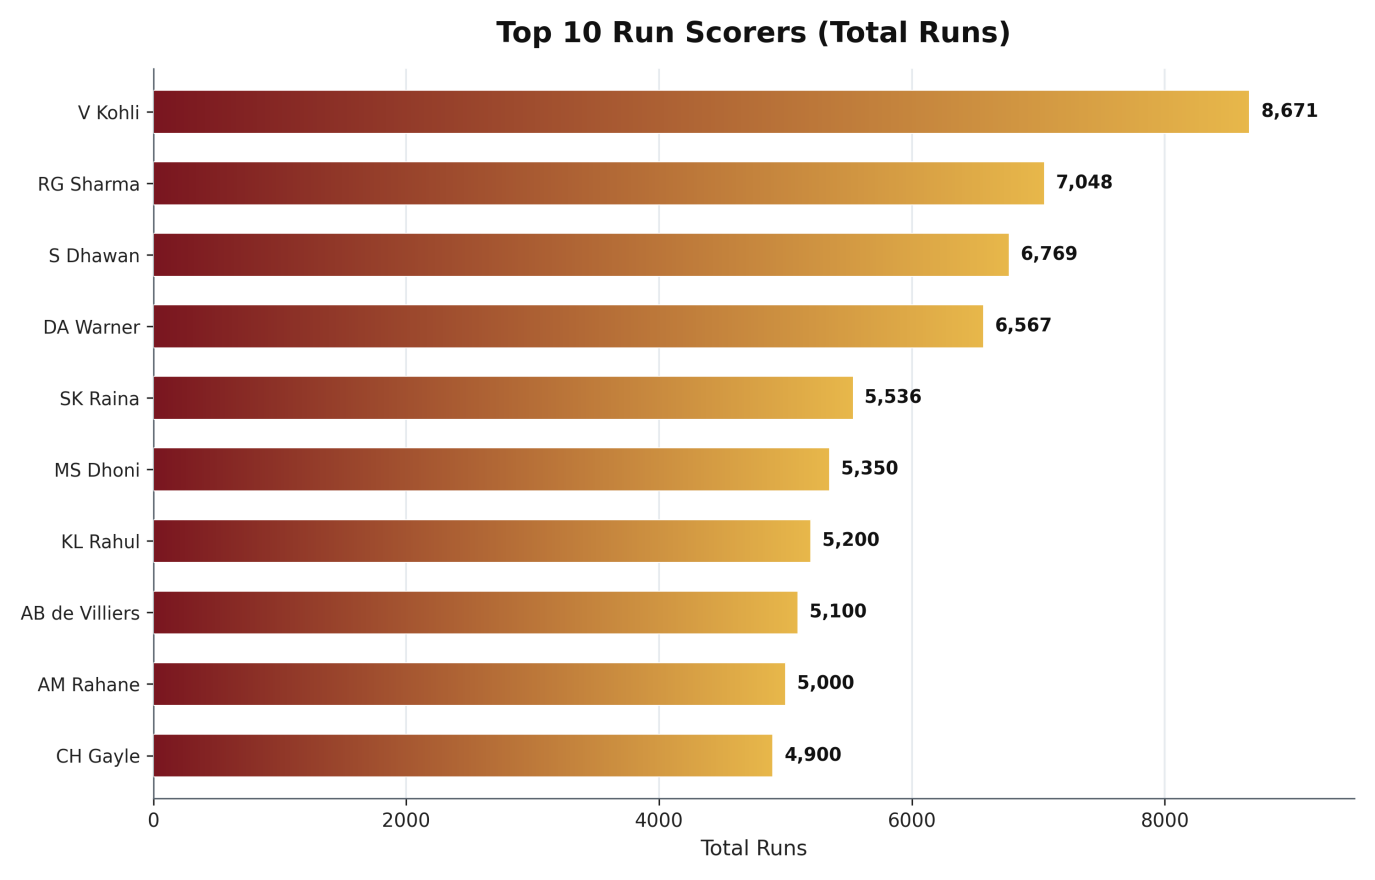 Top 10 Run Scorers (Total Runs)
V Kohli 8,671
RG Sharma 7,048
S Dhawan 6,769
DA Warner 6,567
SK Raina 5,536
MS Dhoni 5,350
KL Rahul 5,200
AB de Villiers 5,100
AM Rahane 5,000
CH Gayle 4,900
0 2000 4000 6000 8000
Total Runs